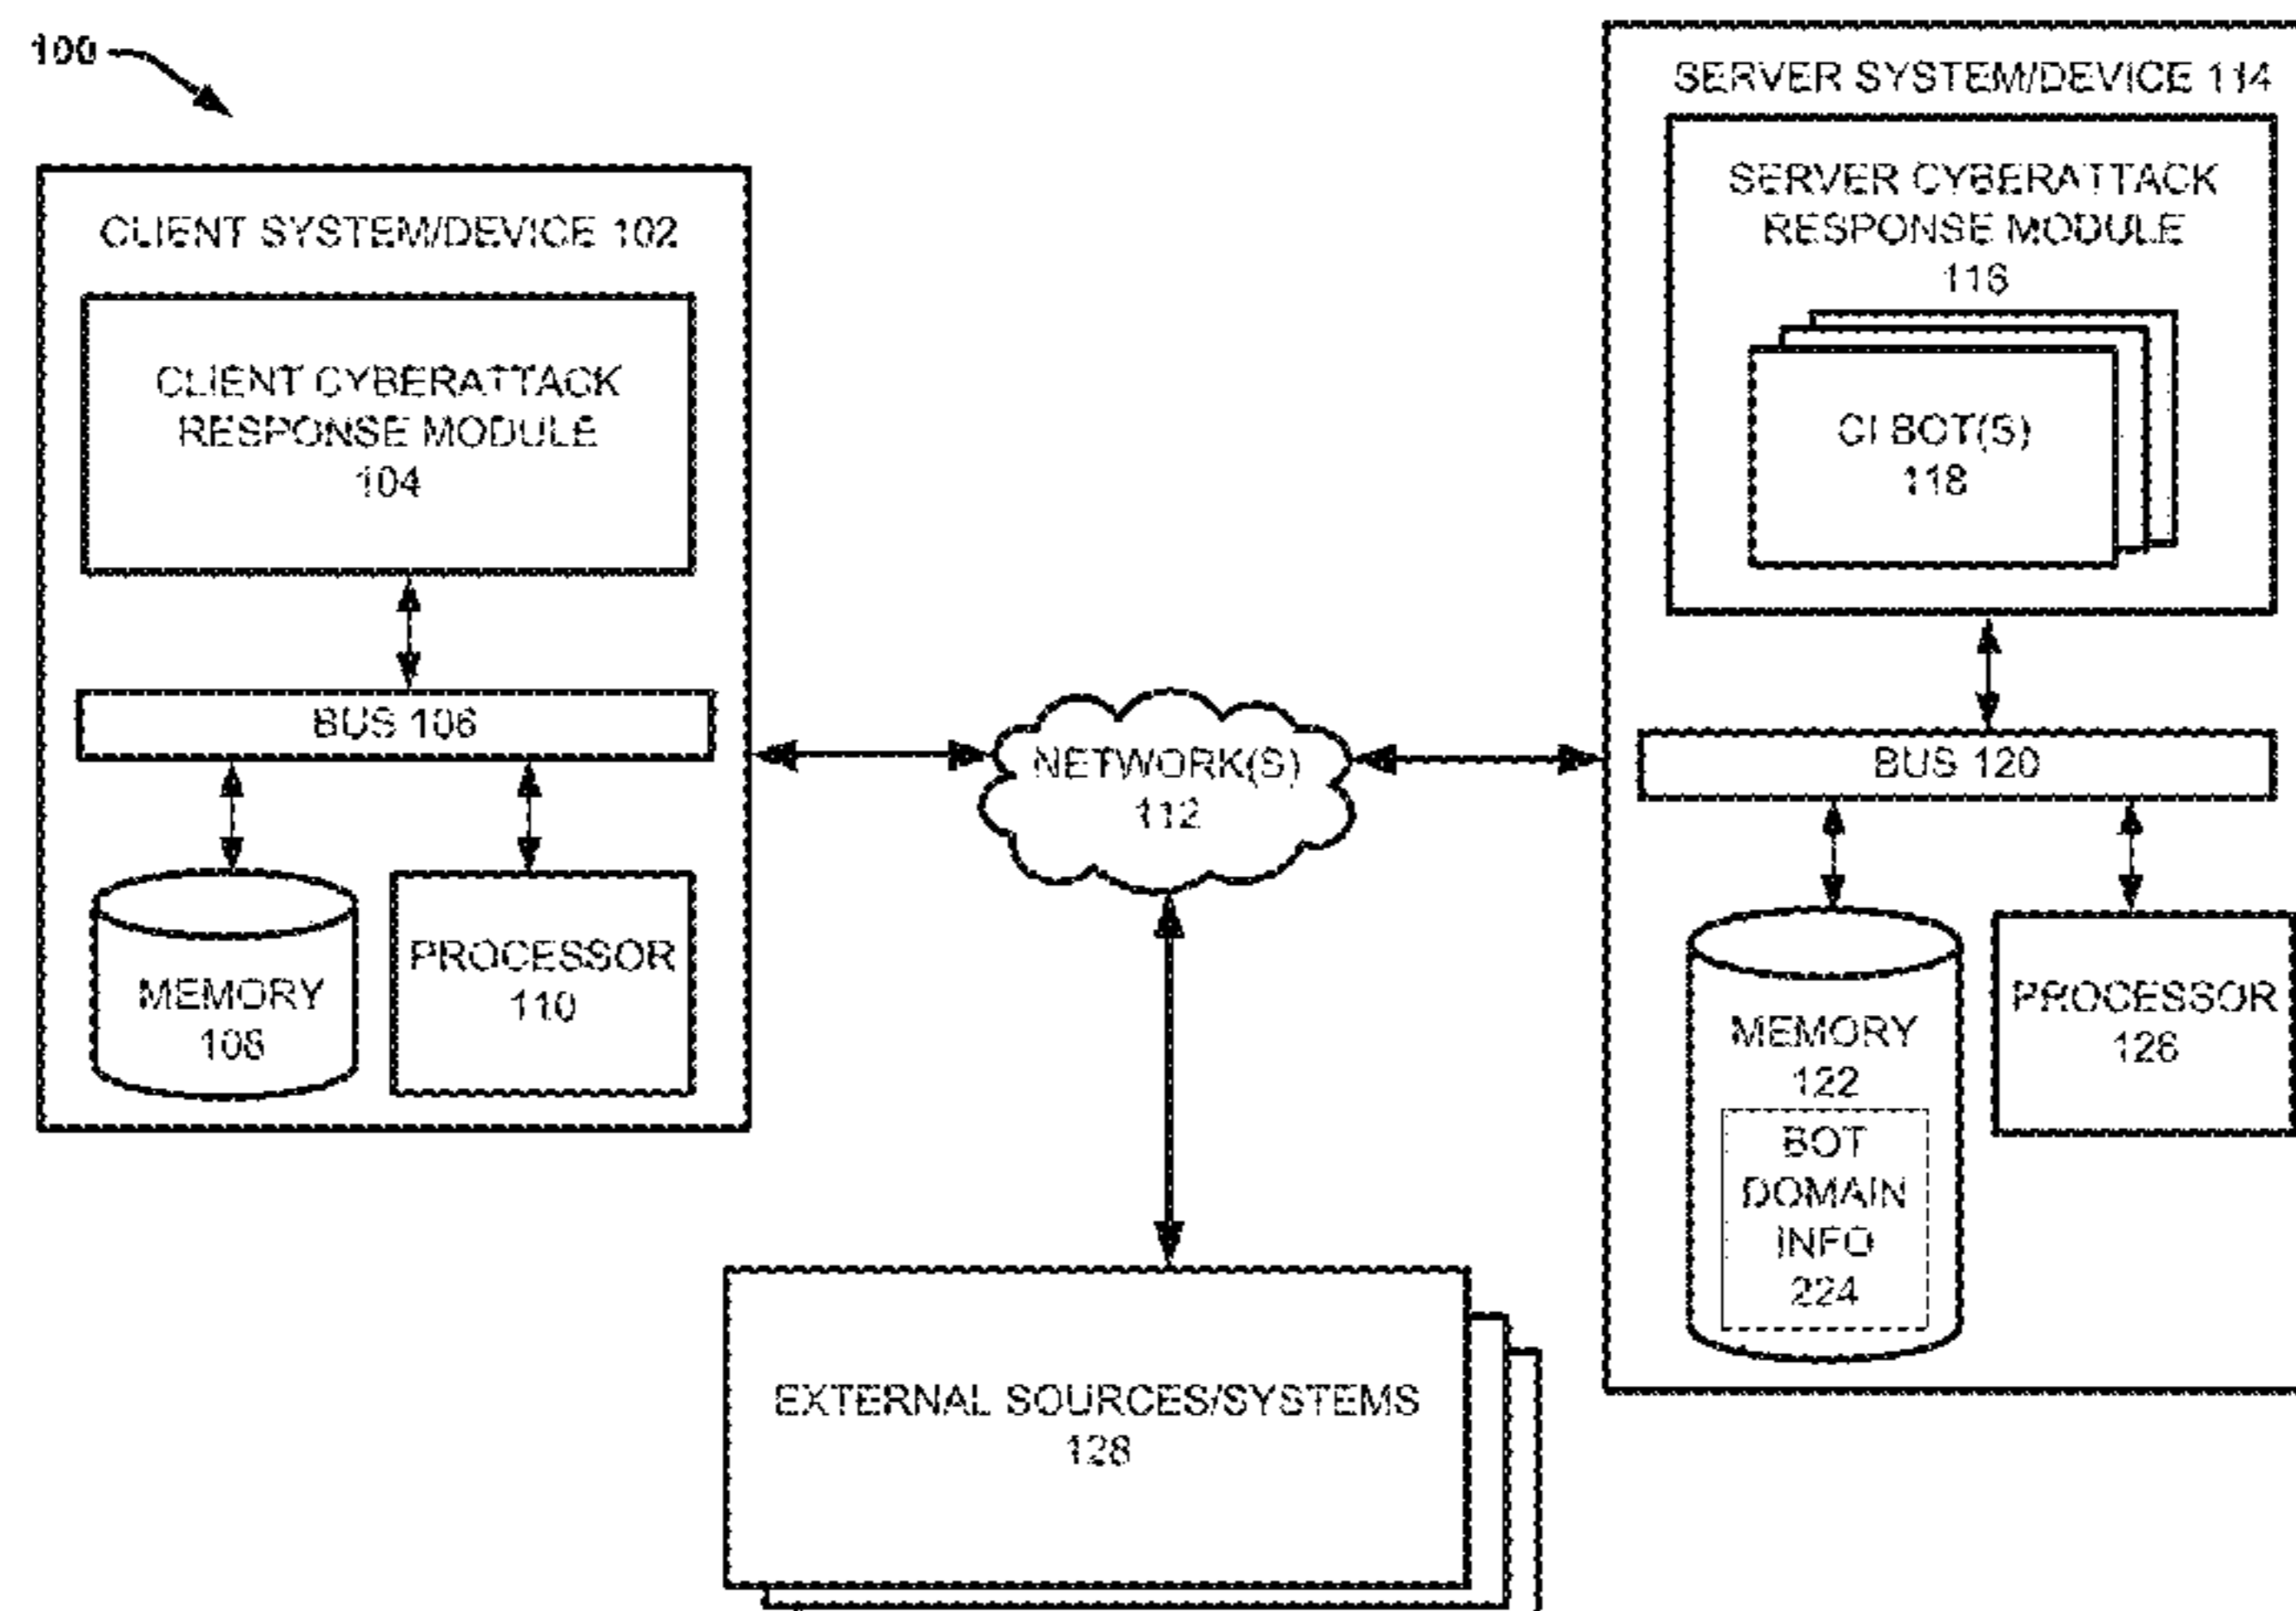 100
CLIENT SYSTEM/DEVICE 102
CLIENT CYBERATTACK
RESPONSE MODULE
104
BUS 106
MEMORY
108
PROCESSOR
110
NETWORK(S)
112
EXTERNAL SOURCES/SYSTEMS
128
SERVER SYSTEM/DEVICE 114
SERVER CYBERATTACK
RESPONSE MODULE
116
CI BOT(S)
118
BUS 120
MEMORY
122
BOT
DOMAIN
INFO
224
PROCESSOR
126